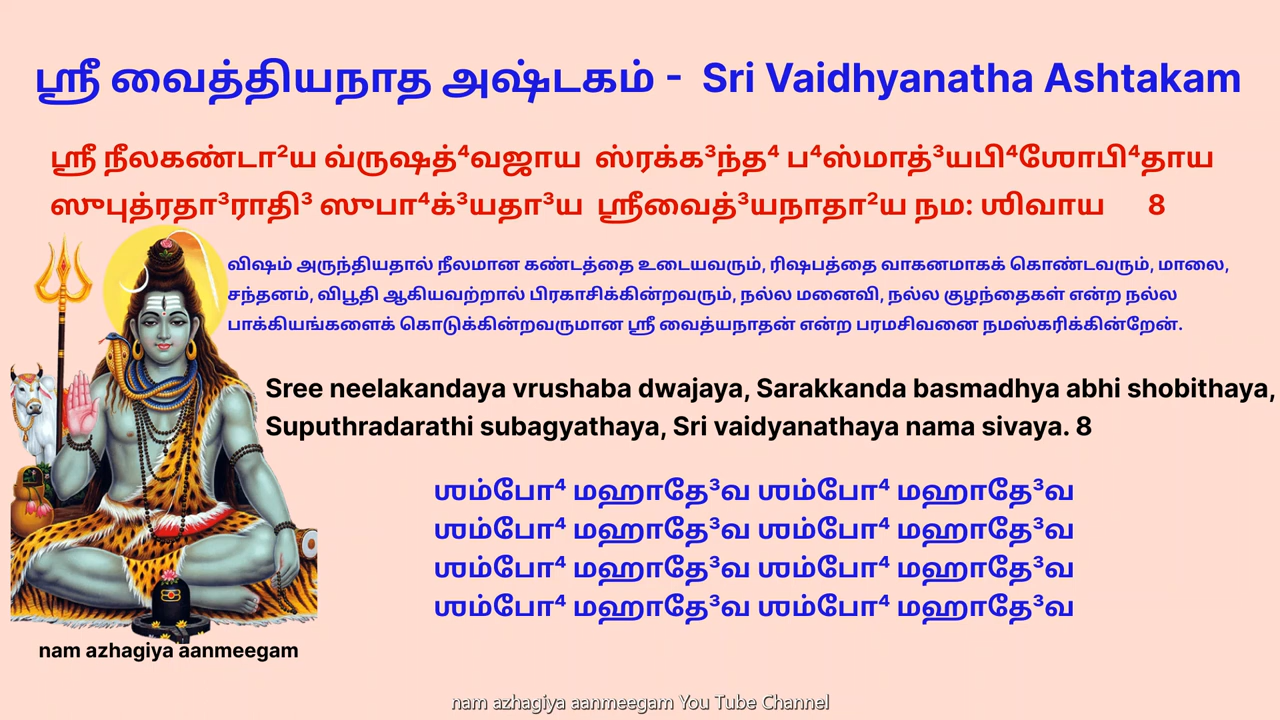 ஸ்ரீ வைத்தியநாத அஷ்டகம் - Sri Vaidhyanatha Ashtakam
ஸ்ரீ நீலகண்டா²ய வ்ருஷத்⁴வஜாய ஸ்ரக்க³ந்த⁴ ப⁴ஸ்மாத்³யபி⁴ஶோபி⁴தாய
ஸுபுத்ரதா³ராதி³ ஸுபா⁴க்³யதா³ய ஸ்ரீவைத்³யநாதா²ய நம: ஶிவாய 8
விஷம் அருந்தியதால் நீலமான கண்டத்தை உடையவரும், ரிஷபத்தை வாகனமாகக் கொண்டவரும், மாலை,
சந்தனம், விபூதி ஆகியவற்றால் பிரகாசிக்கின்றவரும், நல்ல மனைவி, நல்ல குழந்தைகள் என்ற நல்ல
பாக்கியங்களைக் கொடுக்கின்றவருமான ஸ்ரீ வைத்யநாதன் என்ற பரமசிவனை நமஸ்கரிக்கின்றேன்.
Sree neelakandaya vrushaba dwajaya, Sarakkanda basmadhya abhi shobithaya,
Suputhradarathi subagyathaya, Sri vaidyanathaya nama sivaya. 8
ஶம்போ⁴ மஹாதே³வ ஶம்போ⁴ மஹாதே³வ
ஶம்போ⁴ மஹாதே³வ ஶம்போ⁴ மஹாதே³வ
ஶம்போ⁴ மஹாதே³வ ஶம்போ⁴ மஹாதே³வ
ஶம்போ⁴ மஹாதே³வ ஶம்போ⁴ மஹாதே³வ
nam azhagiya aanmeegam
nam azhagiya aanmeegam You Tube Channel